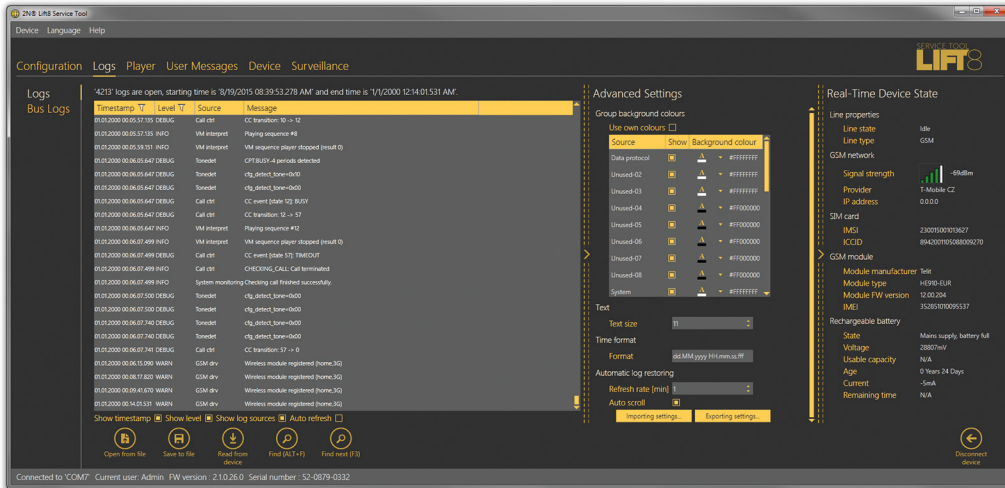 2N® Lift8 Service Tool
Device Language Help
SERVICE TOOL
LIFT8
Configuration Logs Player User Messages Device Surveillance
Logs
Bus Logs
'4213' logs are open, starting time is '8/19/2015 08:39:53.278 AM' and end time is '1/1/2000 12:14:01.531 AM'.
Timestamp Level Source Message
01.01.2000 00.05.57.135 DEBUG Call ctrl CC transition: 10 -> 12
01.01.2000 00.05.57.135 INFO VM interpret Playing sequence #8
01.01.2000 00.05.59.151 INFO VM interpret VM sequence player stopped (result 0)
01.01.2000 00.06.05.647 DEBUG Tonedet CPT:BUSY-4 periods detected
01.01.2000 00.06.05.647 DEBUG Tonedet cfg_detect_tone=0x10
01.01.2000 00.06.05.647 DEBUG Tonedet cfg_detect_tone=0x00
01.01.2000 00.06.05.647 DEBUG Call ctrl CC event [state 12]: BUSY
01.01.2000 00.06.05.647 DEBUG Call ctrl CC transition: 12 -> 57
01.01.2000 00.06.05.647 INFO VM interpret Playing sequence #12
01.01.2000 00.06.07.499 INFO VM interpret VM sequence player stopped (result 0)
01.01.2000 00.06.07.499 DEBUG Call ctrl CC event [state 57]: TIMEOUT
01.01.2000 00.06.07.499 INFO Call ctrl CHECKING_CALL: Call terminated
01.01.2000 00.06.07.499 INFO System monitoring Checking call finished successfully.
01.01.2000 00.06.07.500 DEBUG Tonedet cfg_detect_tone=0x00
01.01.2000 00.06.07.500 DEBUG Tonedet cfg_detect_tone=0x00
01.01.2000 00.06.07.740 DEBUG Tonedet cfg_detect_tone=0x00
01.01.2000 00.06.07.740 DEBUG Tonedet cfg_detect_tone=0x00
01.01.2000 00.06.07.741 DEBUG Call ctrl CC transition: 57 -> 0
01.01.2000 00.06.15.090 WARN GSM drv Wireless module registered (home,3G)
01.01.2000 00.08.17.820 WARN GSM drv Wireless module registered (home,3G)
01.01.2000 00.09.41.670 WARN GSM drv Wireless module registered (home,3G)
01.01.2000 00.14.01.531 WARN GSM drv Wireless module registered (home,3G)
Show timestamp Show level Show log sources Auto refresh
Open from file Save to file Read from device Find (ALT+F) Find next (F3)
Advanced Settings
Group background colours
Use own colours
Source Show Background colour
Data protocol A #FFFFFFFF
Unused-02 A #FFFFFFFF
Unused-03 A #FFFFFFFF
Unused-04 A #FF000000
Unused-05 A #FF000000
Unused-06 A #FF000000
Unused-07 A #FF000000
Unused-08 A #FF000000
System A #FFFFFFFF
Text
Text size 11
Time format
Format dd.MM.yyyy HH.mm.ss.fff
Automatic log restoring
Refresh rate [min] 1
Auto scroll
Importing settings... Exporting settings...
Real-Time Device State
Line properties
Line state Idle
Line type GSM
GSM network
Signal strength -69dBm
Provider T-Mobile CZ
IP address 0.0.0.0
SIM card
IMSI 230015001013627
ICCID 8942001105088009270
GSM module
Module manufacturer Telit
Module type HE910-EUR
Module FW version 12.00.204
IMEI 352851010095537
Rechargeable battery
State Mains supply, battery full
Voltage 28807mV
Usable capacity N/A
Age 0 Years 24 Days
Current -5mA
Remaining time N/A
Disconnect device
Connected to 'COM7' Current user: Admin FW version : 2.1.0.26.0 Serial number : 52-0879-0332